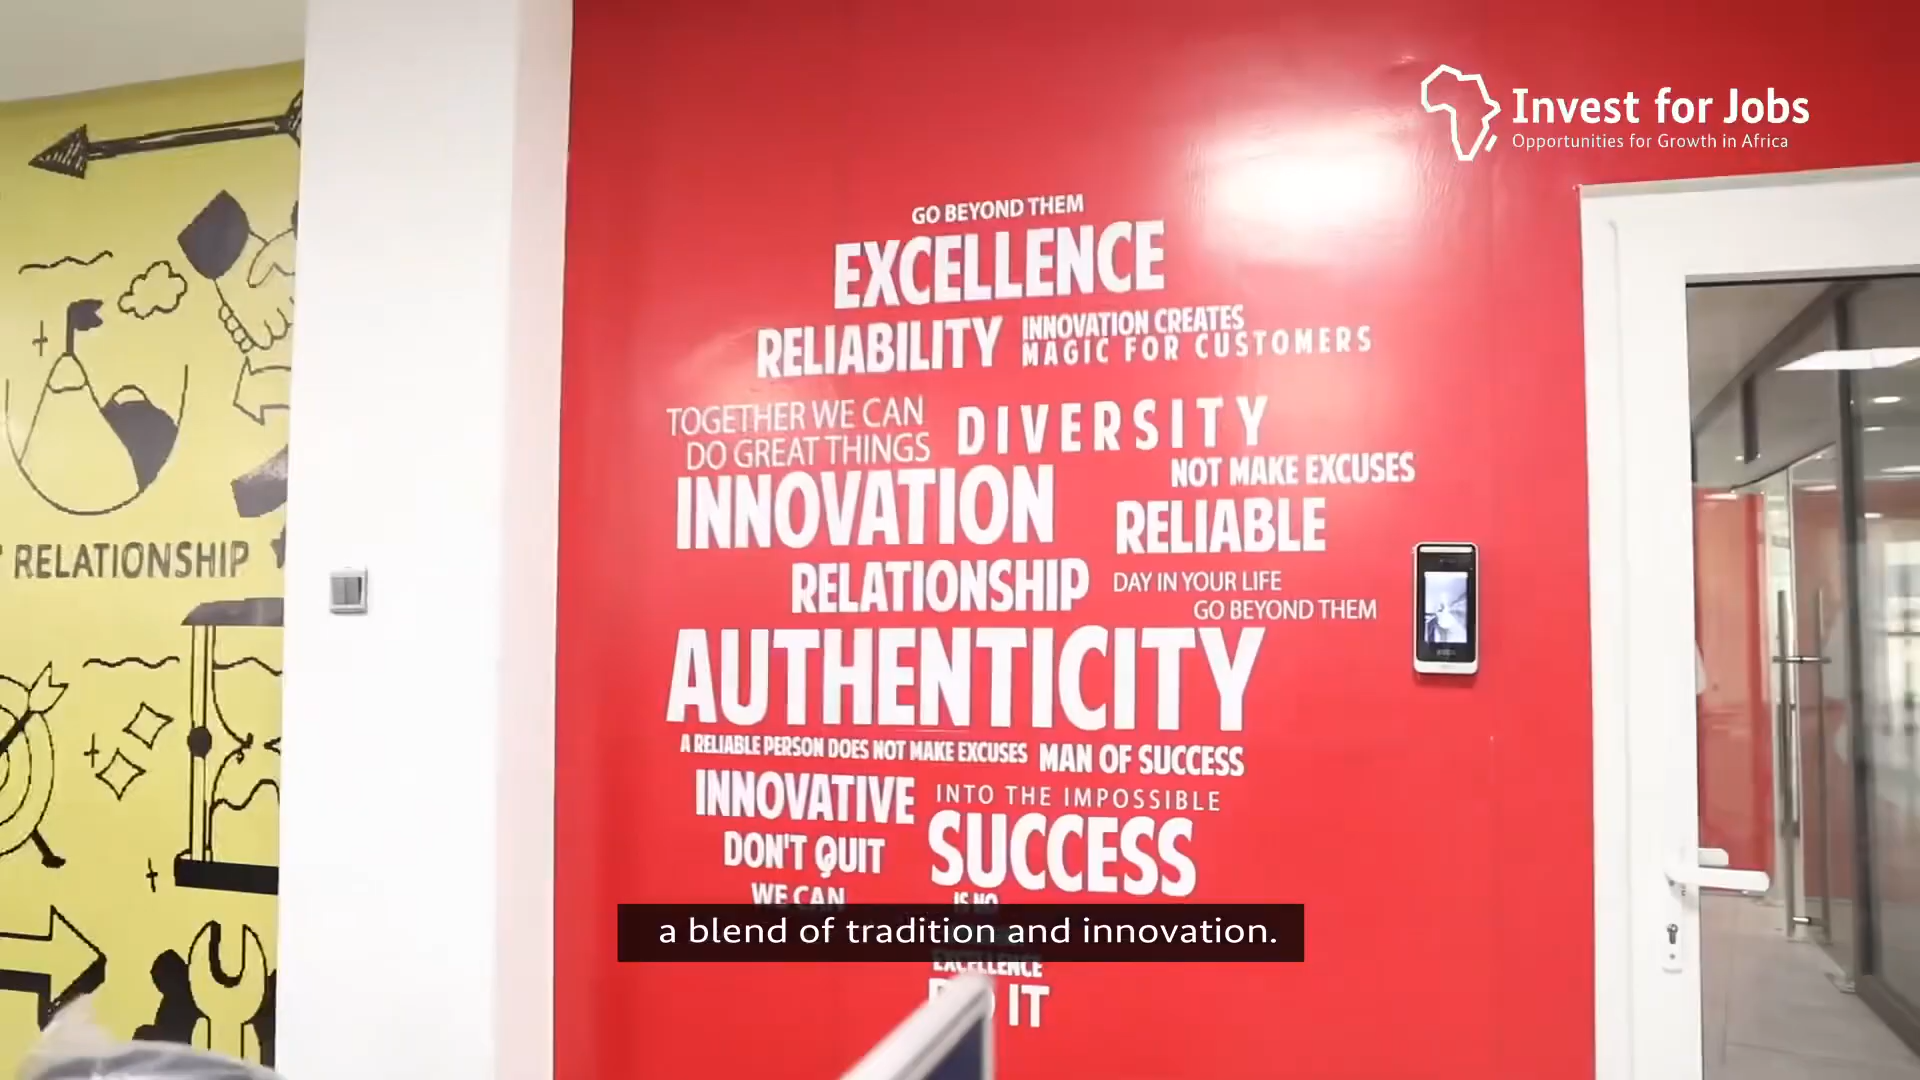 Invest for Jobs
Opportunities for Growth in Africa
GO BEYOND THEM
EXCELLENCE
RELIABILITY
INNOVATION CREATES
MAGIC FOR CUSTOMERS
TOGETHER WE CAN
DO GREAT THINGS
DIVERSITY
NOT MAKE EXCUSES
INNOVATION
RELIABLE
RELATIONSHIP
RELATIONSHIP
DAY IN YOUR LIFE
GO BEYOND THEM
AUTHENTICITY
A RELIABLE PERSON DOES NOT MAKE EXCUSES
MAN OF SUCCESS
INNOVATIVE
INTO THE IMPOSSIBLE
DON'T QUIT
SUCCESS
WE CAN
IS NO
a blend of tradition and innovation.
EXCELLENCE
IT